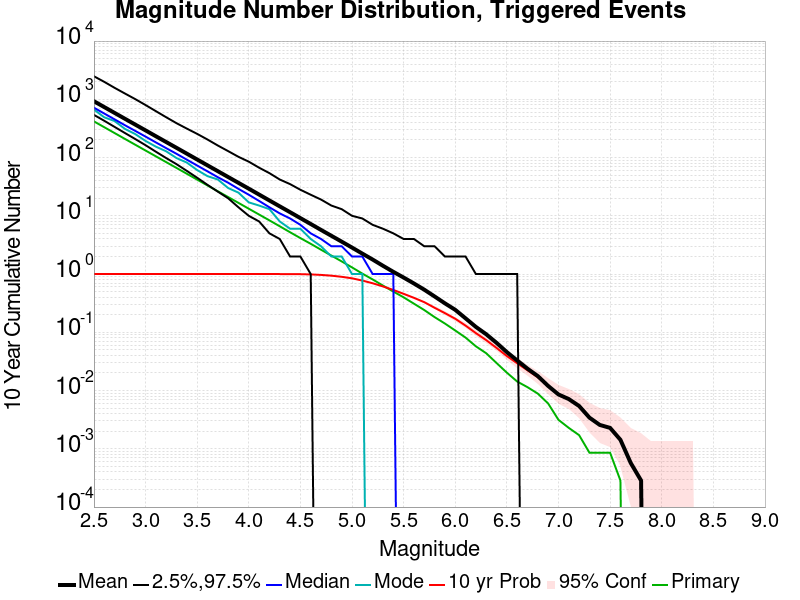 Magnitude Number Distribution, Triggered Events
10 Year Cumulative Number
10^4
10^3
10^2
10^1
10^0
10^-1
10^-2
10^-3
10^-4
2.5 3.0 3.5 4.0 4.5 5.0 5.5 6.0 6.5 7.0 7.5 8.0 8.5 9.0
Magnitude
Mean 2.5%,97.5% Median Mode 10 yr Prob 95% Conf Primary